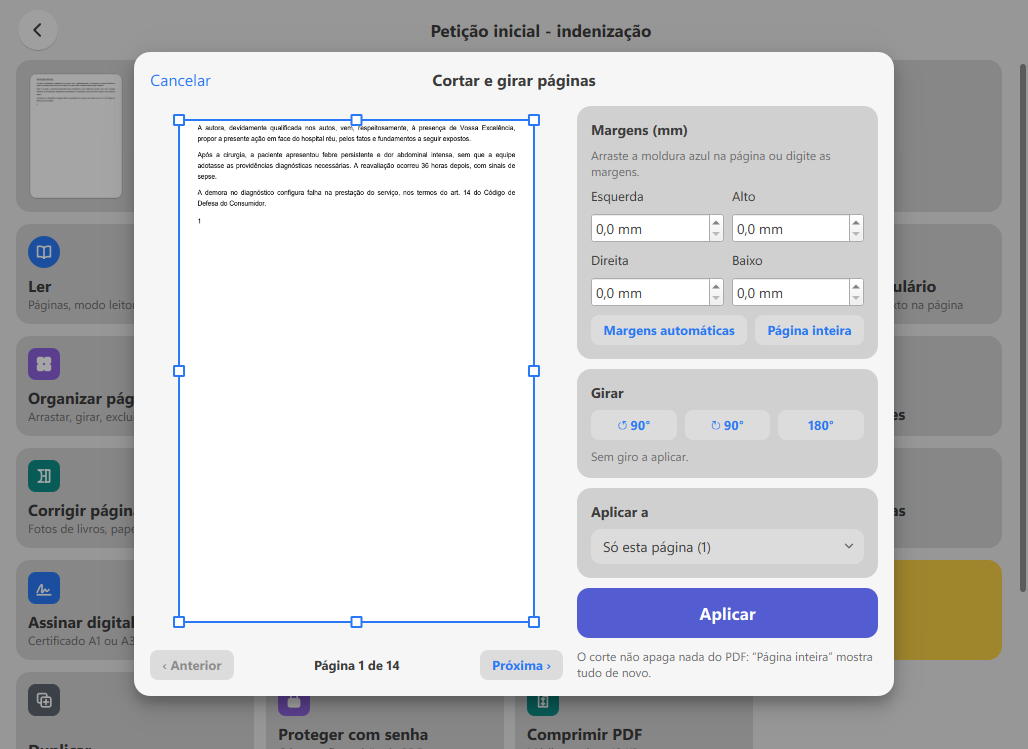 Petição inicial - indenização
Cancelar
Cortar e girar páginas
A autora, devidamente qualificada nos autos, vem, respeitosamente, à presença de Vossa Excelência,
propor a presente ação em face do hospital réu, pelos fatos e fundamentos a seguir expostos.
Após a cirurgia, a paciente apresentou febre persistente e dor abdominal intensa, sem que a equipe
adotasse as providências diagnósticas necessárias. A reavaliação ocorreu 36 horas depois, com sinais de
sepse.
A demora no diagnóstico configura falha na prestação do serviço, nos termos do art. 14 do Código de
Defesa do Consumidor.
1
‹ Anterior
Página 1 de 14
Próxima ›
Margens (mm)
Arraste a moldura azul na página ou digite as
margens.
Esquerda
Alto
0,0 mm
0,0 mm
Direita
Baixo
0,0 mm
0,0 mm
Margens automáticas
Página inteira
Girar
↺ 90°
↻ 90°
180°
Sem giro a aplicar.
Aplicar a
Só esta página (1)
Aplicar
O corte não apaga nada do PDF: “Página inteira” mostra
tudo de novo.
Ler
Páginas, modo leito
Organizar pág
Arrastar, girar, exclu
Corrigir págin
Fotos de livros, pape
Assinar digital
Certificado A1 ou A3
Duplicar
Proteger com senha
Comprimir PDF
ulário
xto na página
es
as